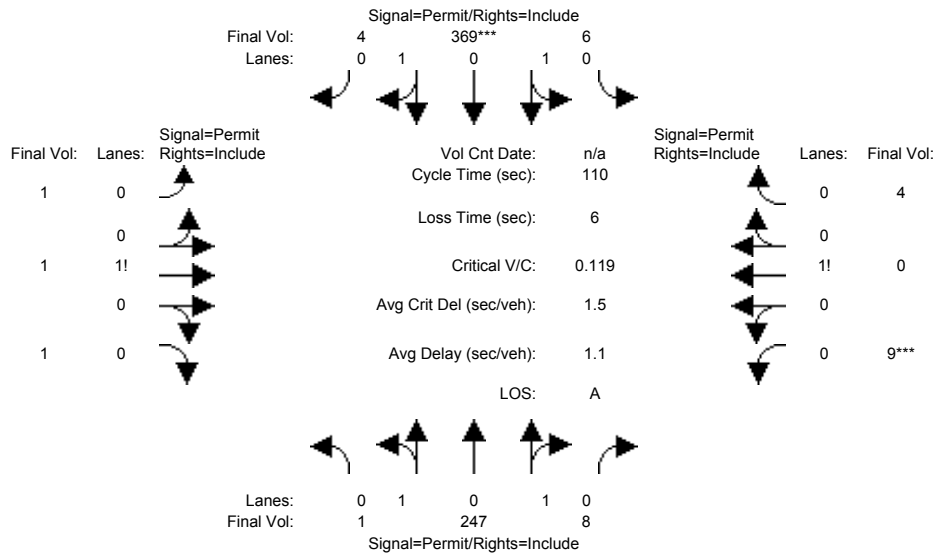 Signal=Permit/Rights=Include
Final Vol: 4 369*** 6
Lanes: 0 1 0 1 0
Signal=Permit Signal=Permit
Final Vol: Lanes: Rights=Include Vol Cnt Date: n/a Rights=Include Lanes: Final Vol:
Cycle Time (sec): 110
1 0 0 4
Loss Time (sec): 6
0 0
1 1! Critical V/C: 0.119 1! 0
0 Avg Crit Del (sec/veh): 1.5 0
1 0 Avg Delay (sec/veh): 1.1 0 9***
LOS: A
Lanes: 0 1 0 1 0
Final Vol: 1 247 8
Signal=Permit/Rights=Include